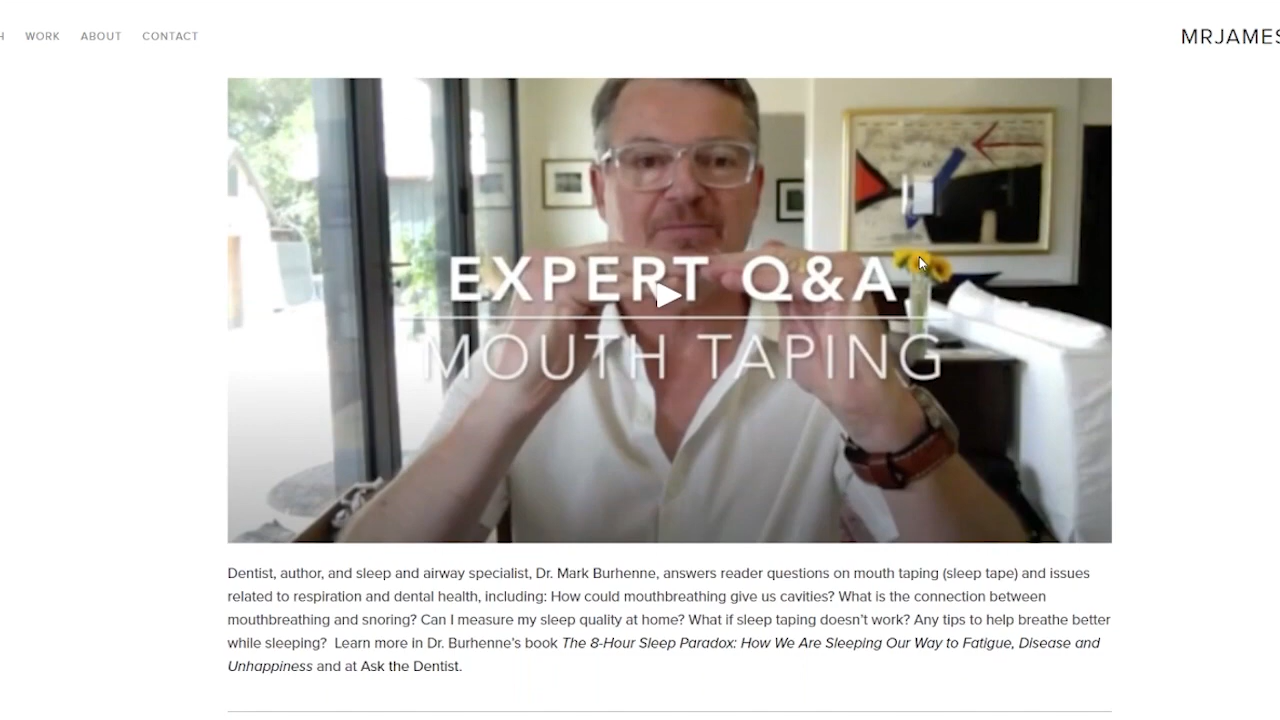 H WORK ABOUT CONTACT MRJAMES
EXPERT Q&A
MOUTH TAPING
Dentist, author, and sleep and airway specialist, Dr. Mark Burhenne, answers reader questions on mouth taping (sleep tape) and issues
related to respiration and dental health, including: How could mouthbreathing give us cavities? What is the connection between
mouthbreathing and snoring? Can I measure my sleep quality at home? What if sleep taping doesn’t work? Any tips to help breathe better
while sleeping?  Learn more in Dr. Burhenne’s book The 8-Hour Sleep Paradox: How We Are Sleeping Our Way to Fatigue, Disease and
Unhappiness and at Ask the Dentist.